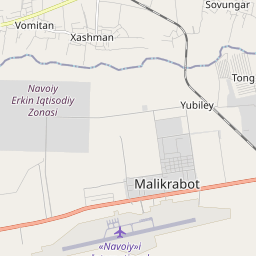 Sovungar
Vomitan
Xashman
Tong
Navoiy
Erkin Iqtisodiy
Zonasi
Yubiley
Malikrabot
«Navoiy»i